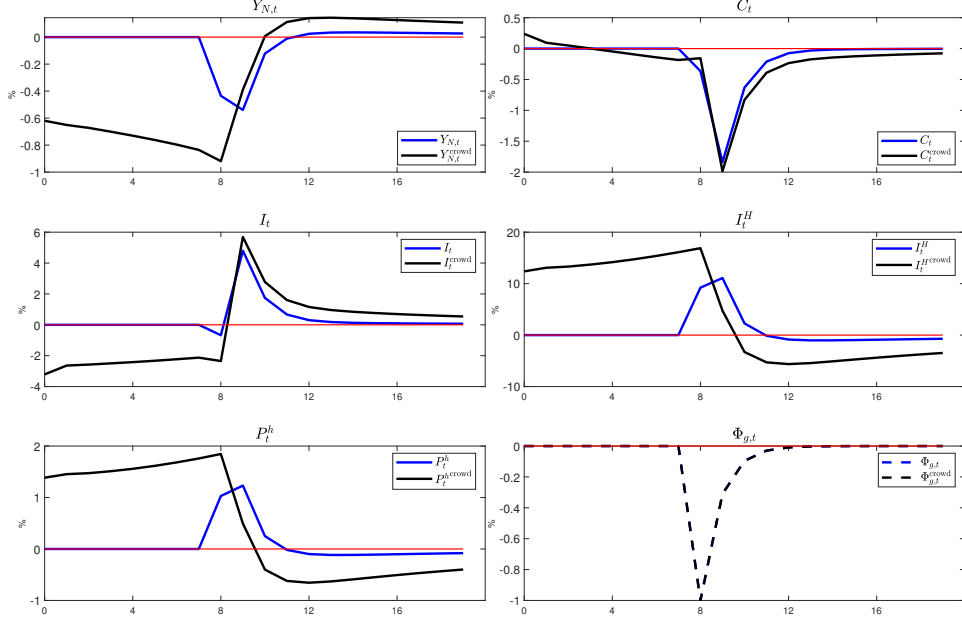 Y_{N,t}
0
-0.2
-0.4
-0.6
-0.8
-1
%
0 4 8 12 16
Y_{N,t}
Y_{N,t}^{crowd}
C_t
0.5
0
-0.5
-1
-1.5
-2
%
0 4 8 12 16
C_t
C_t^{crowd}
I_t
6
4
2
0
-2
-4
%
0 4 8 12 16
I_t
I_t^{crowd}
I_t^H
20
10
0
-10
%
0 4 8 12 16
I_t^H
I_t^{H crowd}
P_t^h
2
1
0
-1
%
0 4 8 12 16
P_t^h
P_t^{h crowd}
Φ_{g,t}
0
-0.2
-0.4
-0.6
-0.8
-1
%
0 4 8 12 16
Φ_{g,t}
Φ_{g,t}^{crowd}